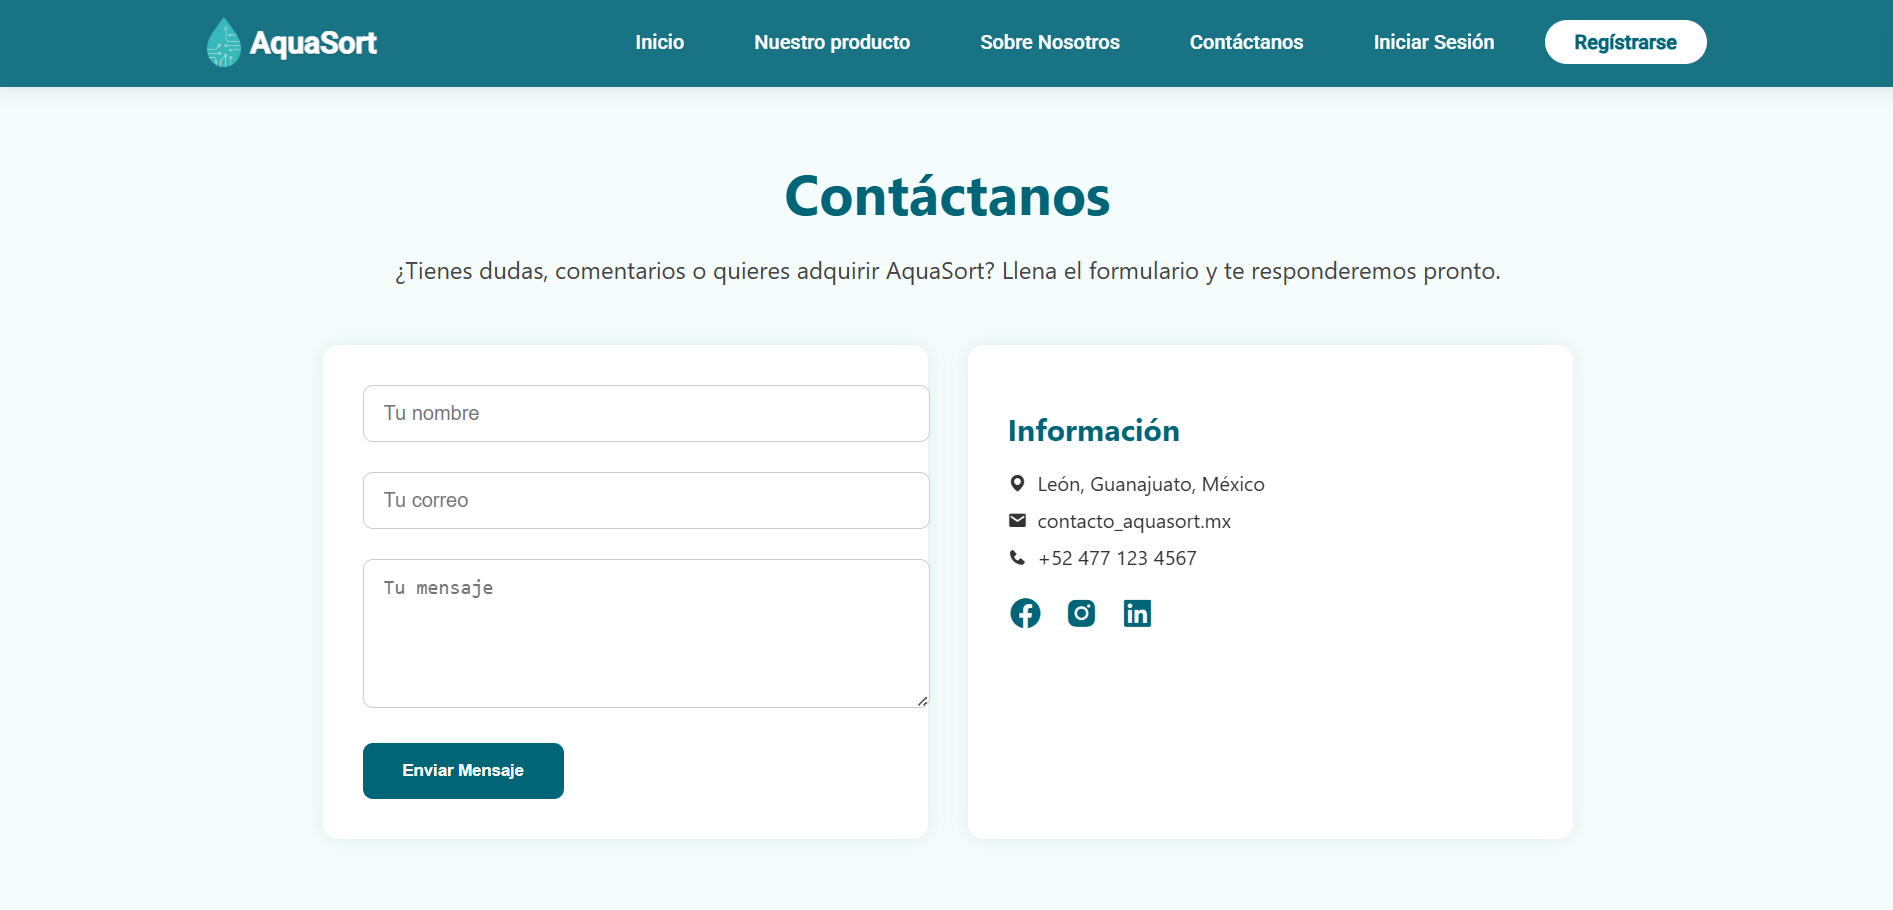 AquaSort
Inicio
Nuestro producto
Sobre Nosotros
Contáctanos
Iniciar Sesión
Regístrarse
Contáctanos
¿Tienes dudas, comentarios o quieres adquirir AquaSort? Llena el formulario y te responderemos pronto.
Tu nombre
Tu correo
Tu mensaje
Enviar Mensaje
Información
León, Guanajuato, México
contacto_aquasort.mx
+52 477 123 4567